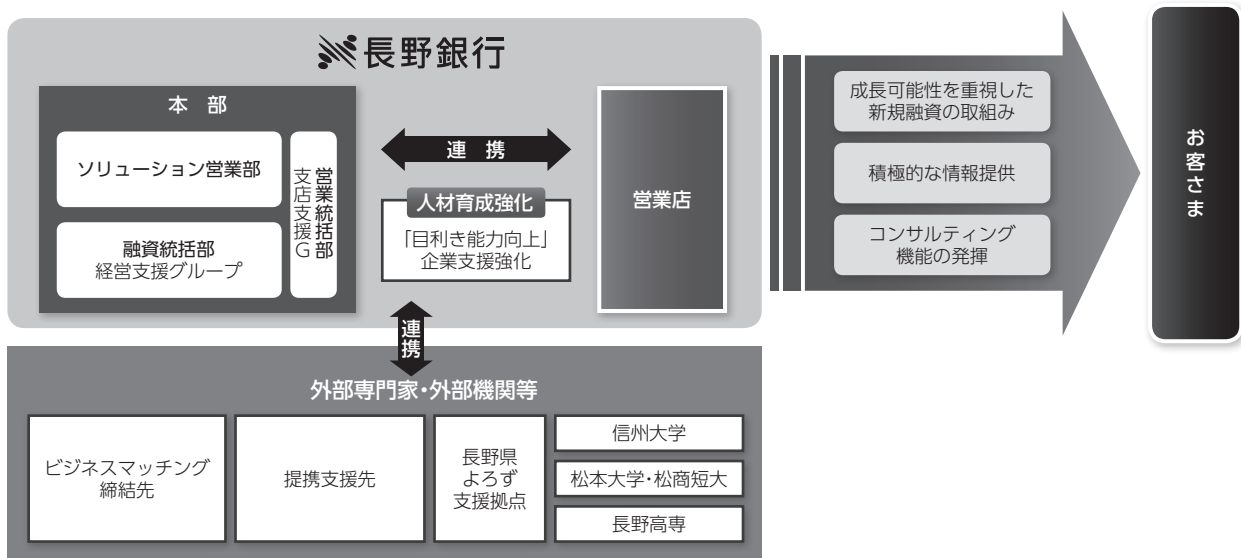 長野銀行
本部
ソリューション営業部
融資統括部
経営支援グループ
営業統括部
支店支援G
連携
人材育成強化
「目利き能力向上」
企業支援強化
営業店
連携
外部専門家・外部機関等
ビジネスマッチング
締結先
提携支援先
長野県
よろず
支援拠点
信州大学
松本大学・松商短大
長野高専
成長可能性を重視した
新規融資の取組み
積極的な情報提供
コンサルティング
機能の発揮
お客さま